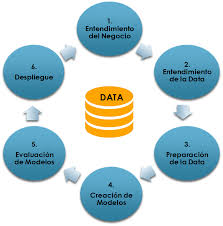 1.
Entendimiento
del Negocio
2.
Entendimiento
de la Data
3.
Preparación
de la Data
4.
Creación de
Modelos
5.
Evaluación
de Modelos
6.
Despliegue
DATA